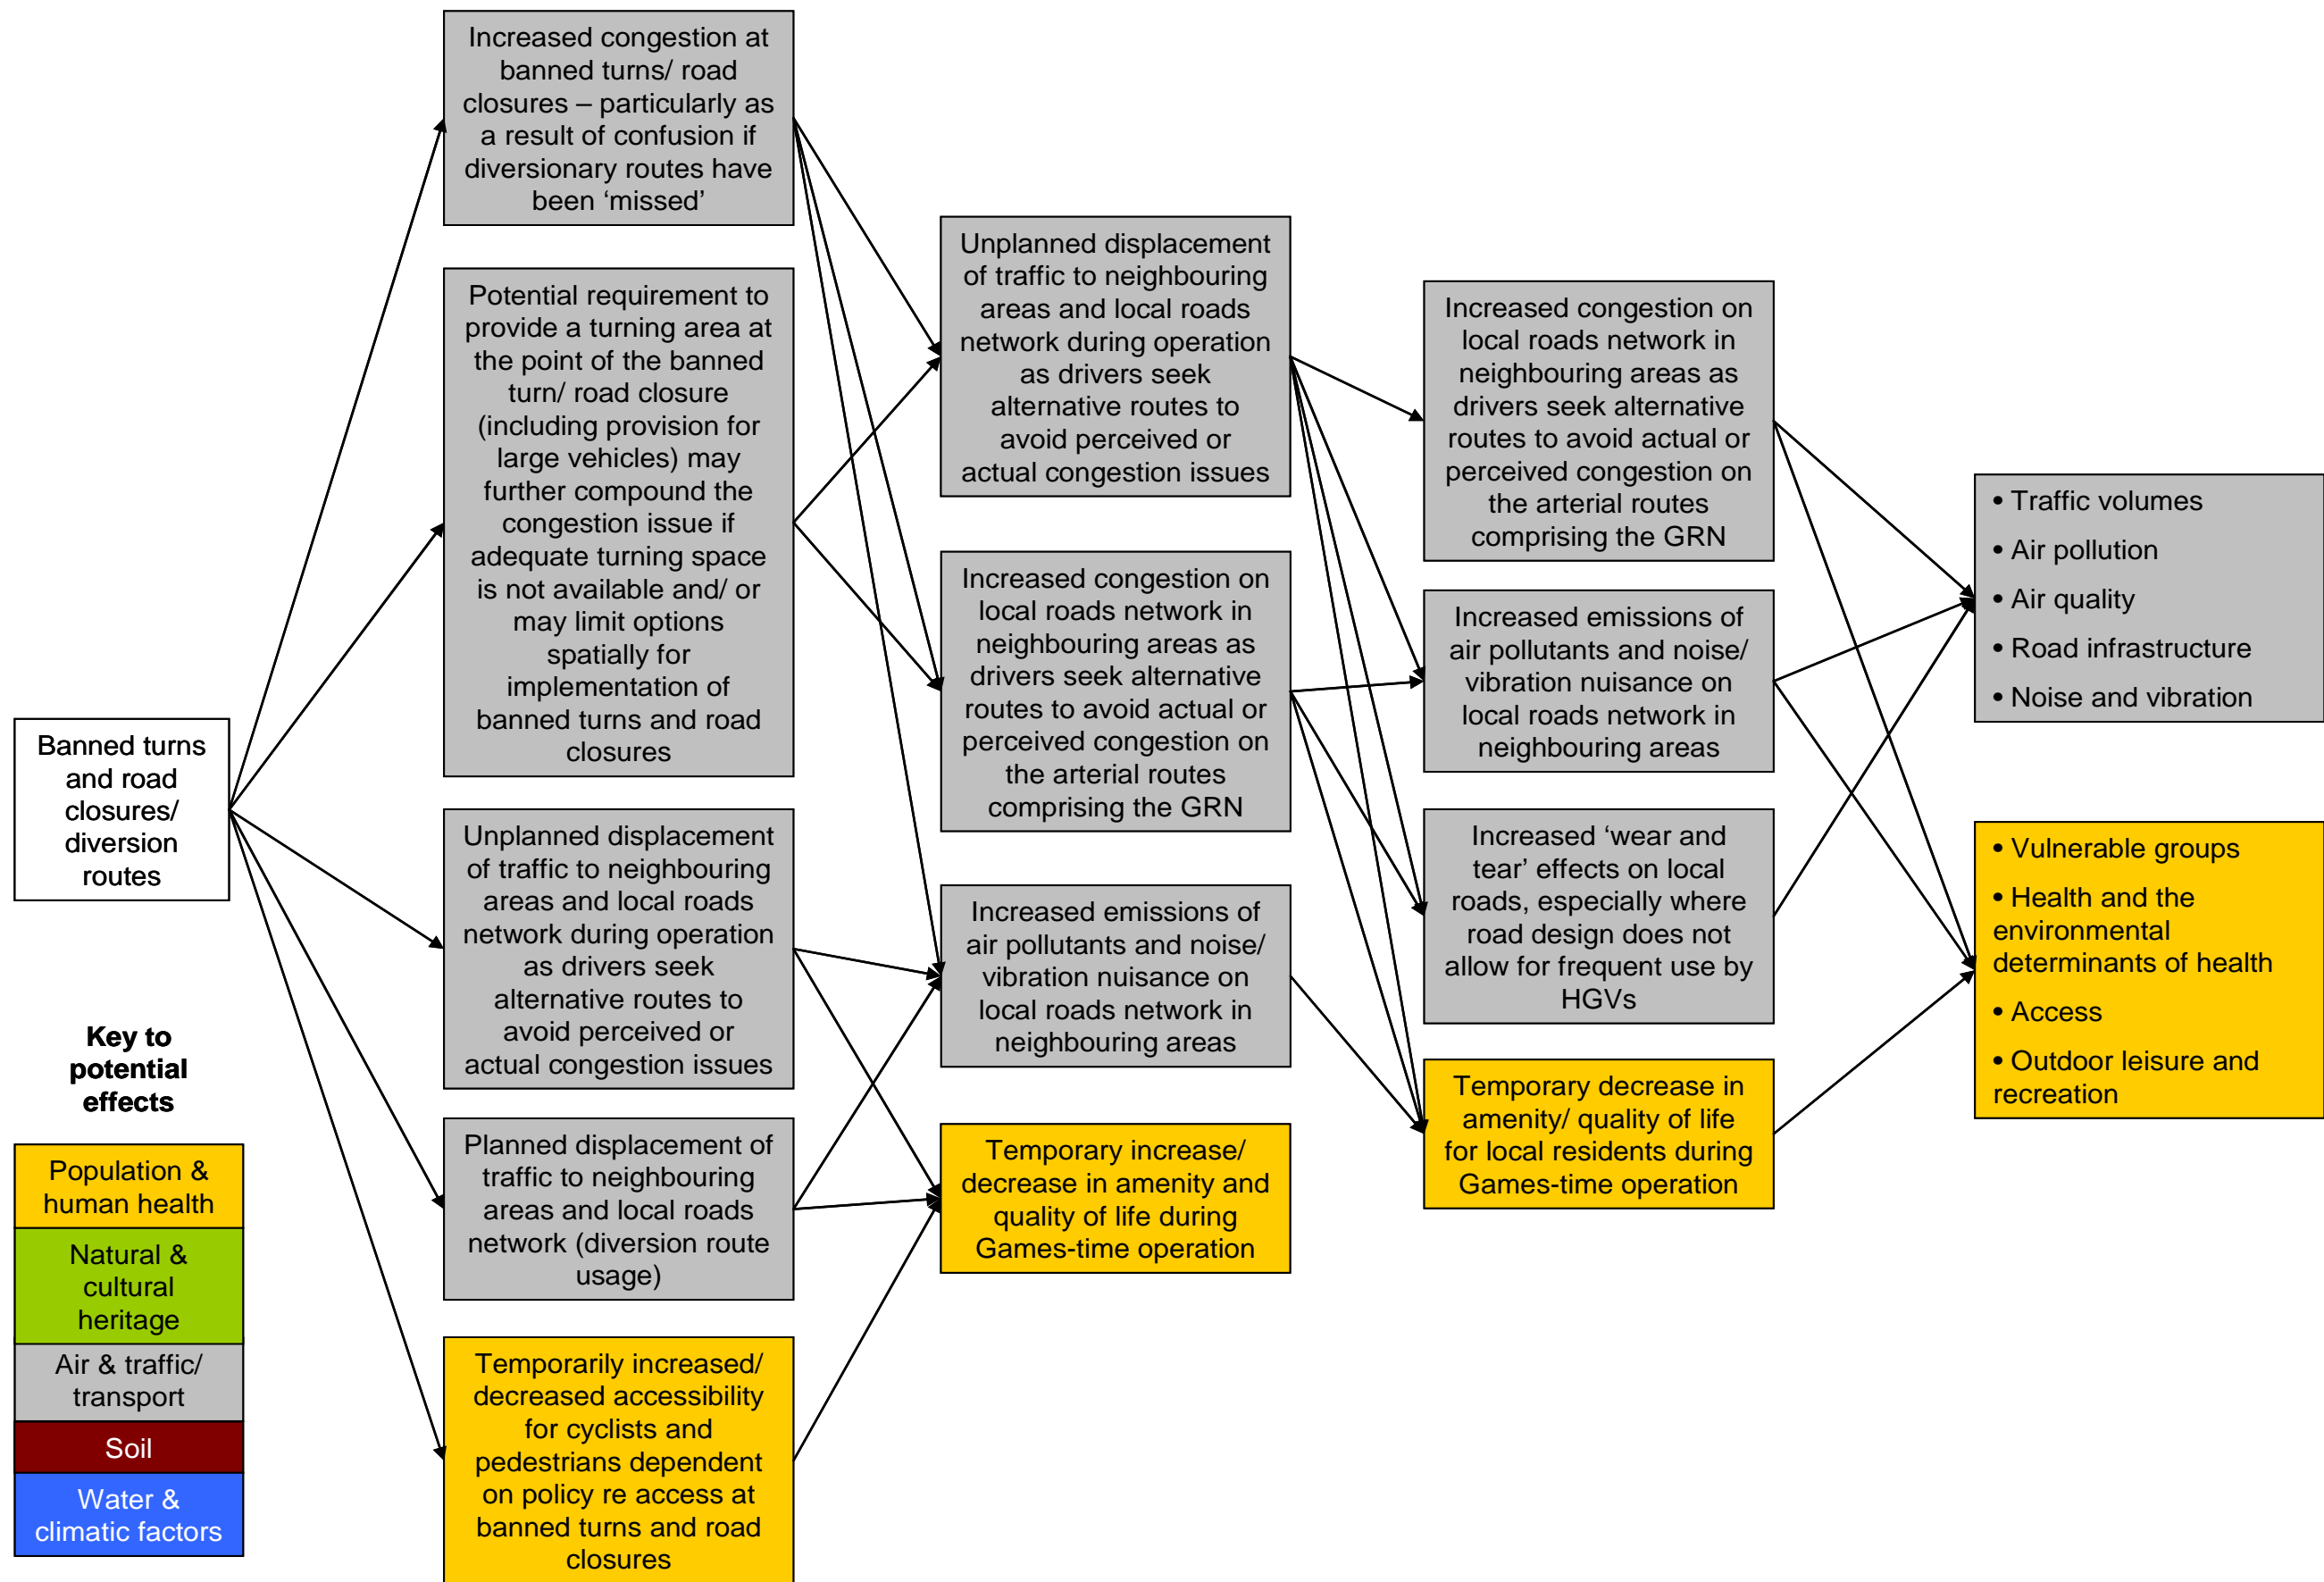 Increased congestion at
banned turns/ road
closures – particularly as
a result of confusion if
diversionary routes have
been ‘missed’
Potential requirement to
provide a turning area at
the point of the banned
turn/ road closure
(including provision for
large vehicles) may
further compound the
congestion issue if
adequate turning space
is not available and/ or
may limit options
spatially for
implementation of
banned turns and road
closures
Banned turns
and road
closures/
diversion
routes
Unplanned displacement
of traffic to neighbouring
areas and local roads
network during operation
as drivers seek
alternative routes to
avoid perceived or
actual congestion issues
Planned displacement of
traffic to neighbouring
areas and local roads
network (diversion route
usage)
Temporarily increased/
decreased accessibility
for cyclists and
pedestrians dependent
on policy re access at
banned turns and road
closures
Unplanned displacement
of traffic to neighbouring
areas and local roads
network during operation
as drivers seek
alternative routes to
avoid perceived or
actual congestion issues
Increased congestion on
local roads network in
neighbouring areas as
drivers seek alternative
routes to avoid actual or
perceived congestion on
the arterial routes
comprising the GRN
Increased emissions of
air pollutants and noise/
vibration nuisance on
local roads network in
neighbouring areas
Temporary increase/
decrease in amenity and
quality of life during
Games-time operation
Increased congestion on
local roads network in
neighbouring areas as
drivers seek alternative
routes to avoid actual or
perceived congestion on
the arterial routes
comprising the GRN
Increased emissions of
air pollutants and noise/
vibration nuisance on
local roads network in
neighbouring areas
Increased ‘wear and
tear’ effects on local
roads, especially where
road design does not
allow for frequent use by
HGVs
Temporary decrease in
amenity/ quality of life
for local residents during
Games-time operation
• Traffic volumes
• Air pollution
• Air quality
• Road infrastructure
• Noise and vibration
• Vulnerable groups
• Health and the
environmental
determinants of health
• Access
• Outdoor leisure and
recreation
Key to
potential
effects
Population &
human health
Natural &
cultural
heritage
Air & traffic/
transport
Soil
Water &
climatic factors